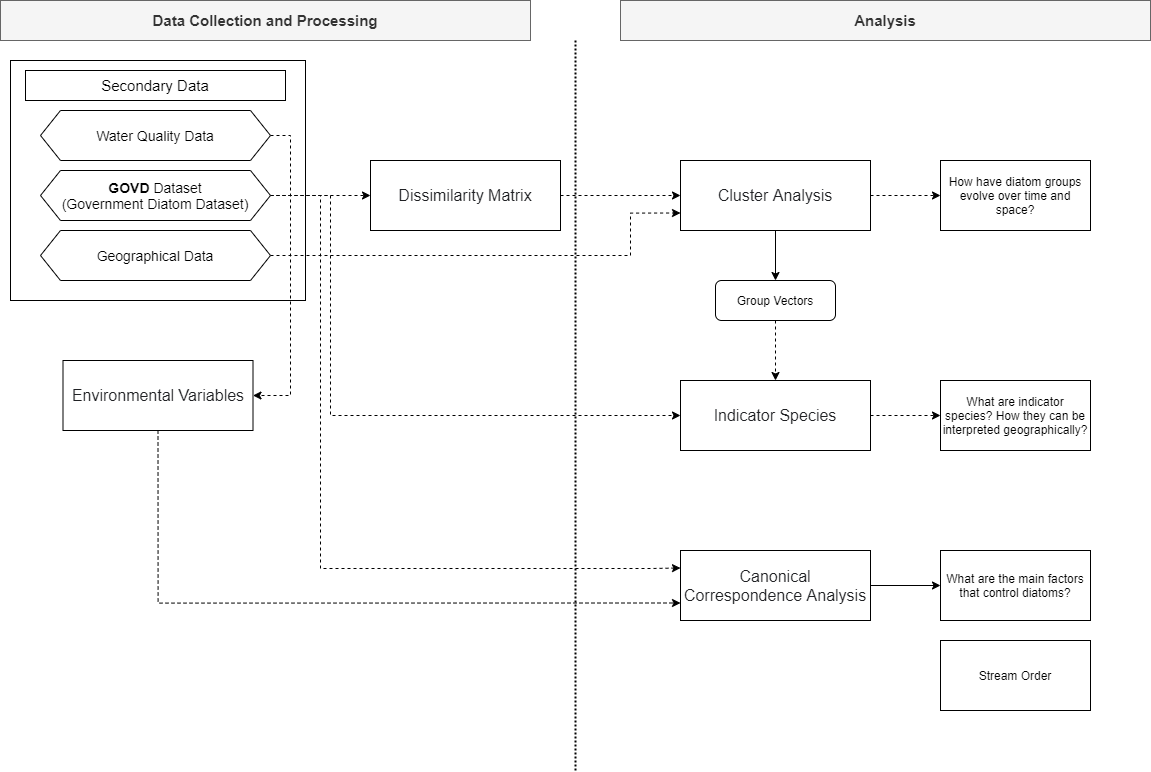 Data Collection and Processing
Analysis
Secondary Data
Water Quality Data
GOVD Dataset
(Government Diatom Dataset)
Geographical Data
Dissimilarity Matrix
Cluster Analysis
How have diatom groups
evolve over time and
space?
Group Vectors
Environmental Variables
Indicator Species
What are indicator
species? How they can be
interpreted geographically?
Canonical
Correspondence Analysis
What are the main factors
that control diatoms?
Stream Order